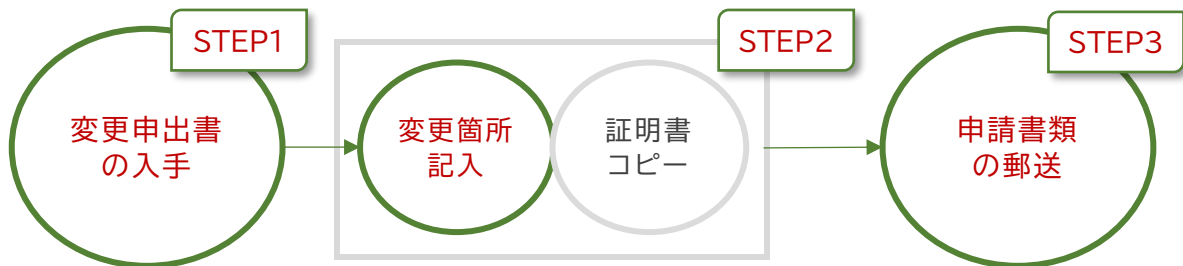 STEP1
変更申出書
の入手
STEP2
変更箇所
記入
証明書
コピー
STEP3
申請書類
の郵送